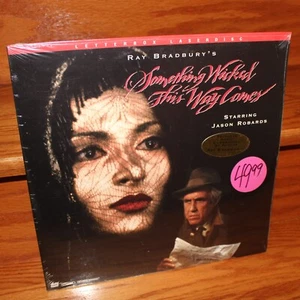 LETTERBOX LASERDISC
RAY BRADBURY'S
Something Wicked
This Way Comes
STARRING
JASON ROBARDS
49.99